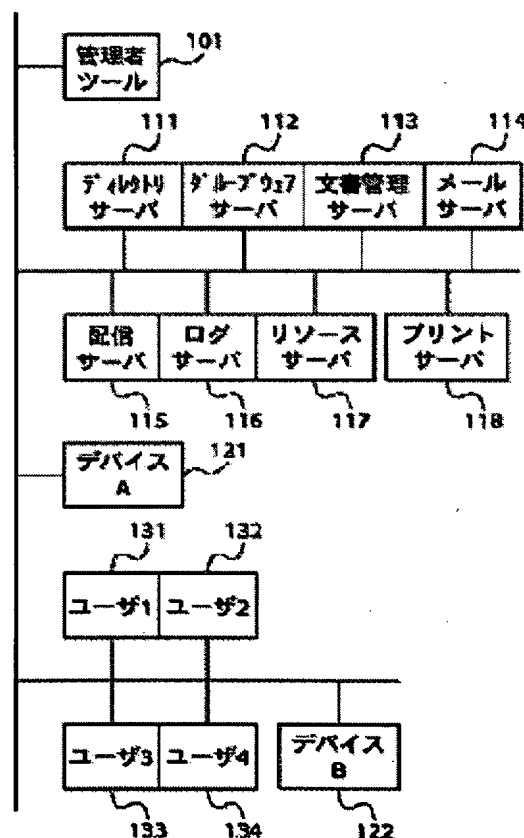 管理者
ツール
101
111
112
113
114
ディレクトリ
サーバ
グループウェア
サーバ
文書管理
サーバ
メール
サーバ
配信
サーバ
ログ
サーバ
リソース
サーバ
プリント
サーバ
115
116
117
118
デバイス
A
121
131
132
ユーザ1
ユーザ2
ユーザ3
ユーザ4
デバイス
B
133
134
122